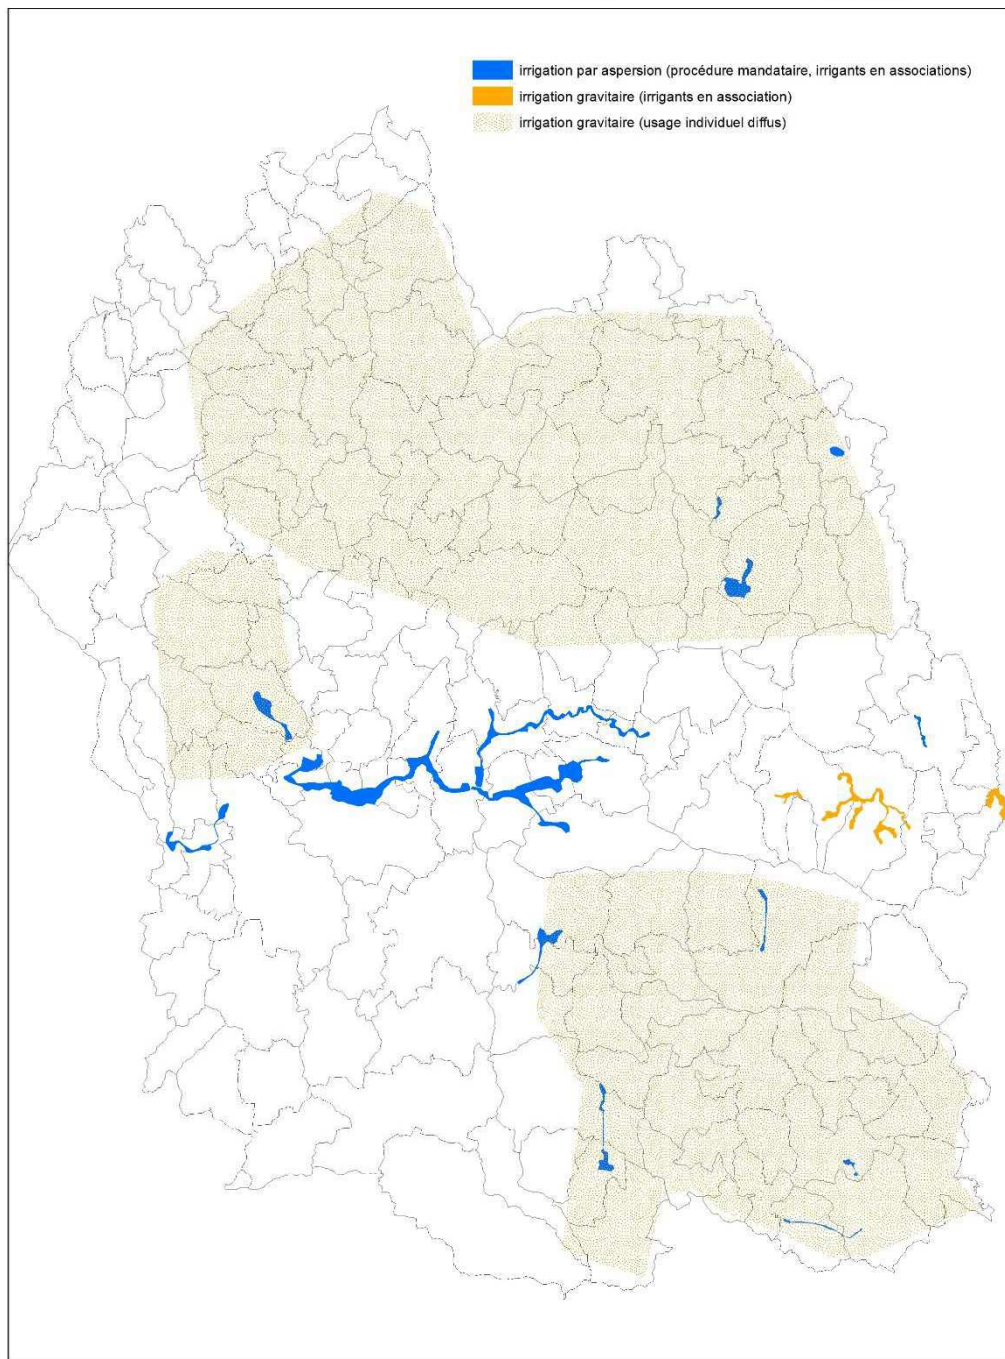 irrigation par aspersion (procédure mandataire, irrigants en associations)
irrigation gravitaire (irrigants en association)
irrigation gravitaire (usage individuel diffus)